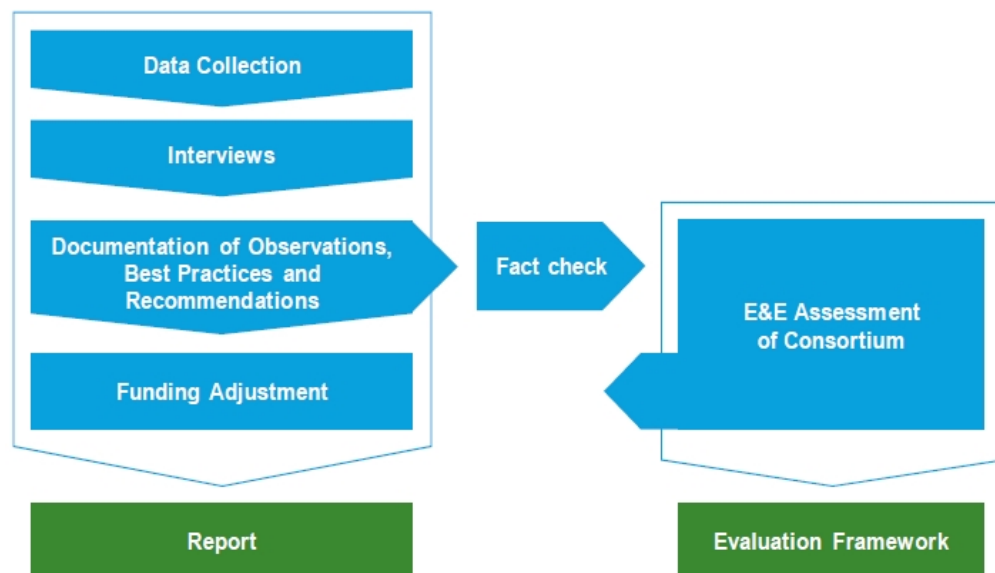 Data Collection
Interviews
Documentation of Observations,
Best Practices and
Recommendations
Funding Adjustment
Report
Fact check
E&E Assessment
of Consortium
Evaluation Framework